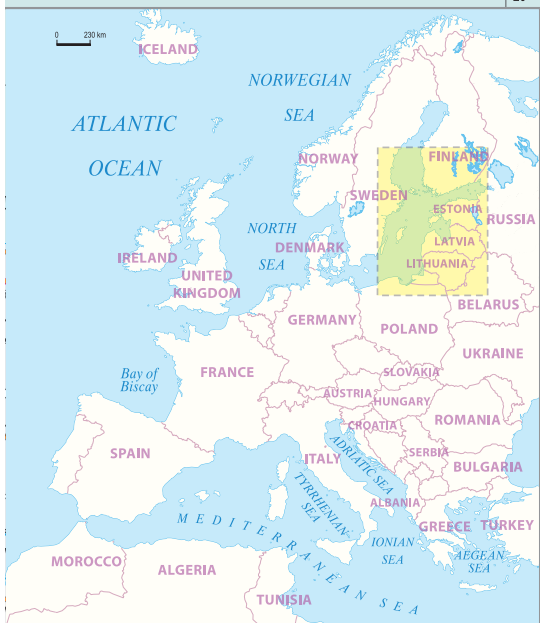 0 230 km
ICELAND
NORWEGIAN
SEA
ATLANTIC
OCEAN
NORWAY
FINLAND
SWEDEN
ESTONIA
RUSSIA
NORTH
SEA
DENMARK
LATVIA
LITHUANIA
IRELAND
UNITED
KINGDOM
BELARUS
GERMANY
POLAND
UKRAINE
Bay of
Biscay
FRANCE
SLOVAKIA
AUSTRIA
HUNGARY
CROATIA
ROMANIA
SPAIN
ITALY
ADRIATIC SEA
SERBIA
BULGARIA
TYRRHENIAN
SEA
ALBANIA
MEDITERRANEAN SEA
IONIAN
SEA
GREECE
TURKEY
AEGEAN
SEA
MOROCCO
ALGERIA
TUNISIA